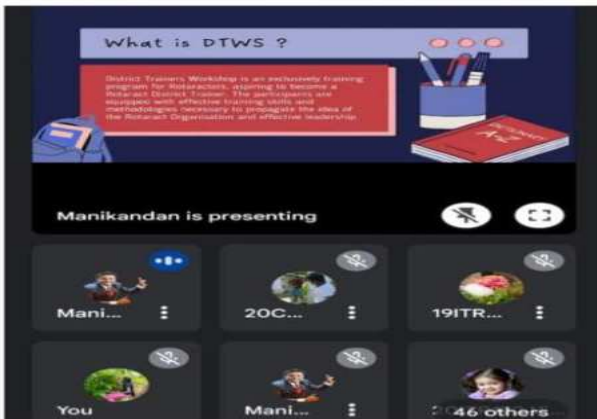 What is DTWS ?
District Trainers Workshop is an exclusively training
program for Rotaractors, aspiring to become a
Rotaract District Trainer. The participants are
equipped with effective training skills and
methodologies necessary to propagate the idea of
the Rotaract Organisation and effective leadership.
DICTIONARY
A-Z
Manikandan is presenting
Mani...
20C...
19ITR...
You
Mani...
46 others